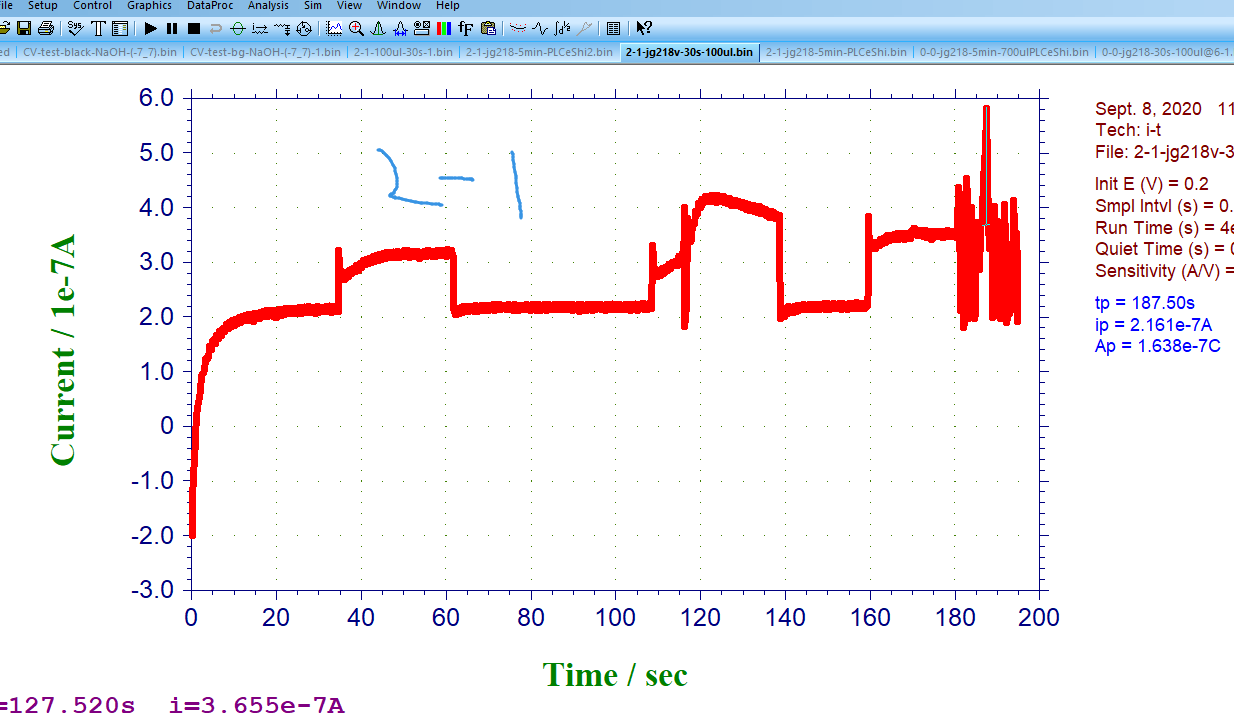 Setup Control Graphics DataProc Analysis Sim View Window Help
CV-test-black-NaOH-(-7_7).bin CV-test-bg-NaOH-(-7_7)-1.bin 2-1-100ul-30s-1.bin 2-1-jg218-5min-PLCeShi2.bin 2-1-jg218v-30s-100ul.bin 2-1-jg218-5min-PLCeShi.bin 0-0-jg218-5min-700ulPLCeShi.bin 0-0-jg218-30s-100ul@6-1.
6.0
5.0
4.0
3.0
2.0
1.0
0
-1.0
-2.0
-3.0
Current / 1e-7A
2-1
0 20 40 60 80 100 120 140 160 180 200
Time / sec
Sept. 8, 2020 11
Tech: i-t
File: 2-1-jg218v-3
Init E (V) = 0.2
Smpl Intvl (s) = 0.
Run Time (s) = 4e
Quiet Time (s) = 0
Sensitivity (A/V) =
tp = 187.50s
ip = 2.161e-7A
Ap = 1.638e-7C
=127.520s i=3.655e-7A